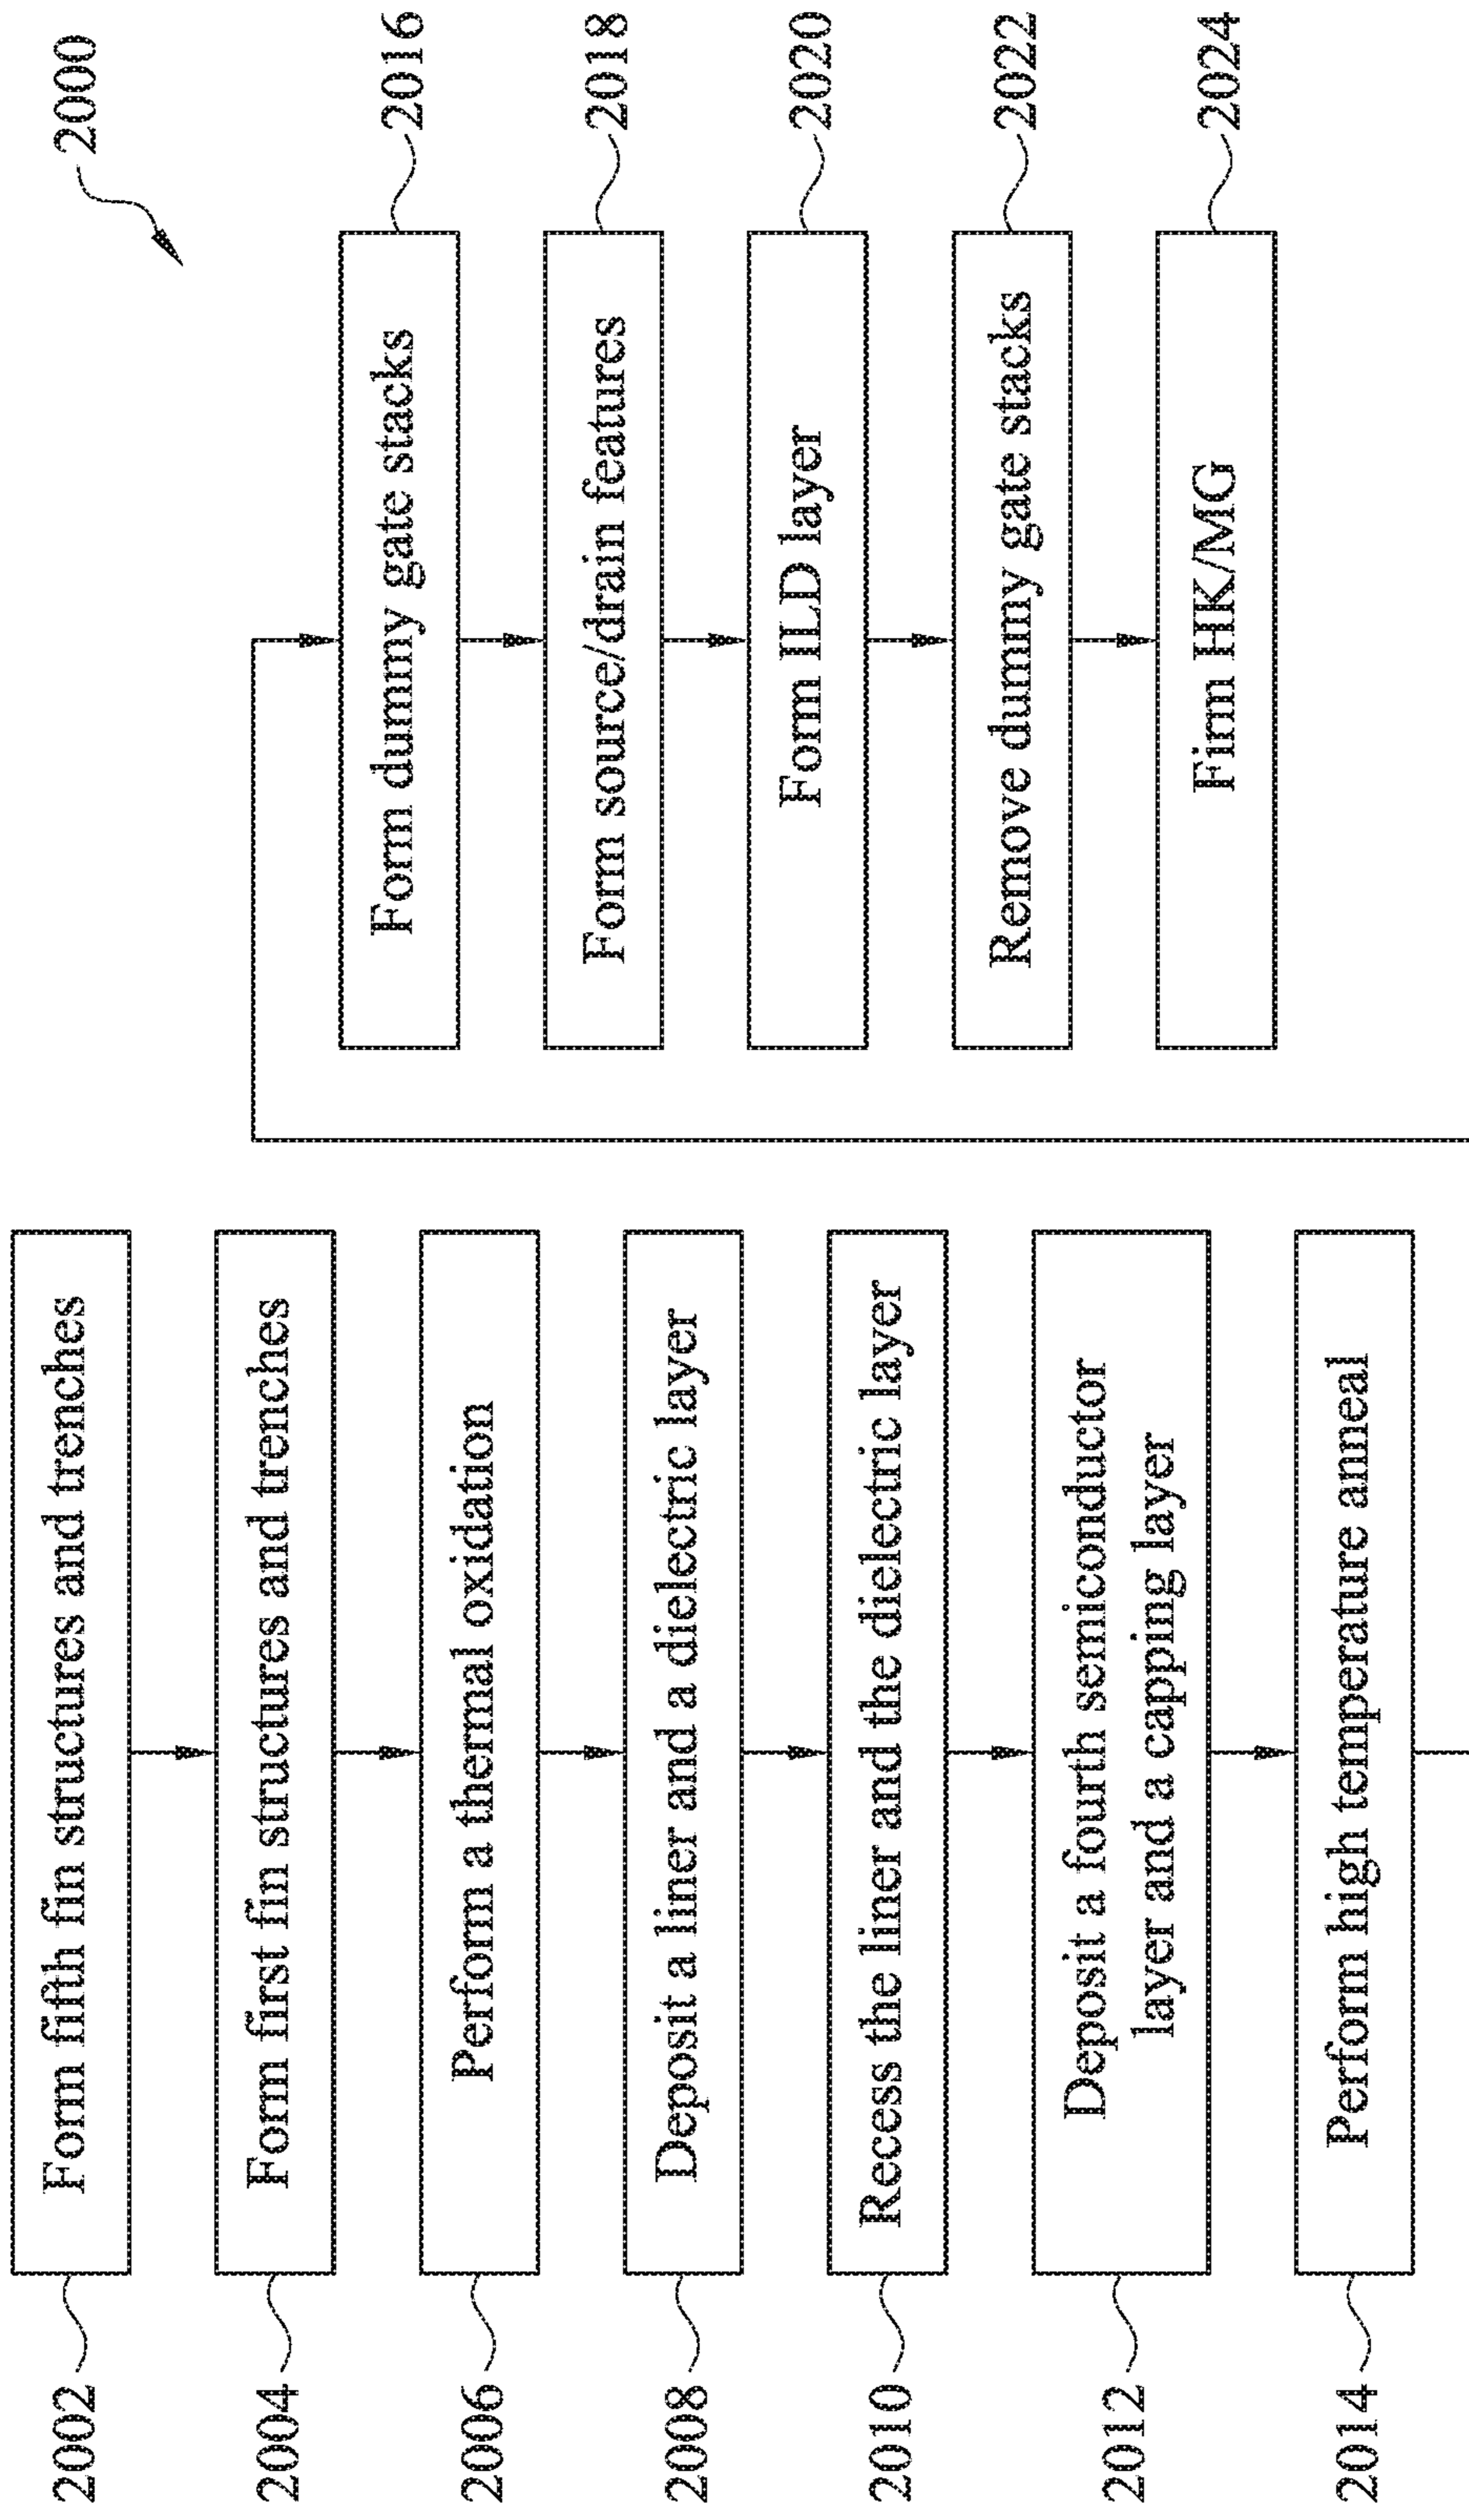 2000
2002
Form fifth fin structures and trenches
2004
Form first fin structures and trenches
2006
Perform a thermal oxidation
2008
Deposit a liner and a dielectric layer
2010
Recess the liner and the dielectric layer
2012
Deposit a fourth semiconductor
layer and a capping layer
2014
Perform high temperature anneal
Form dummy gate stacks
2016
Form source/drain features
2018
Form ILD layer
2020
Remove dummy gate stacks
2022
Firm HK/MG
2024